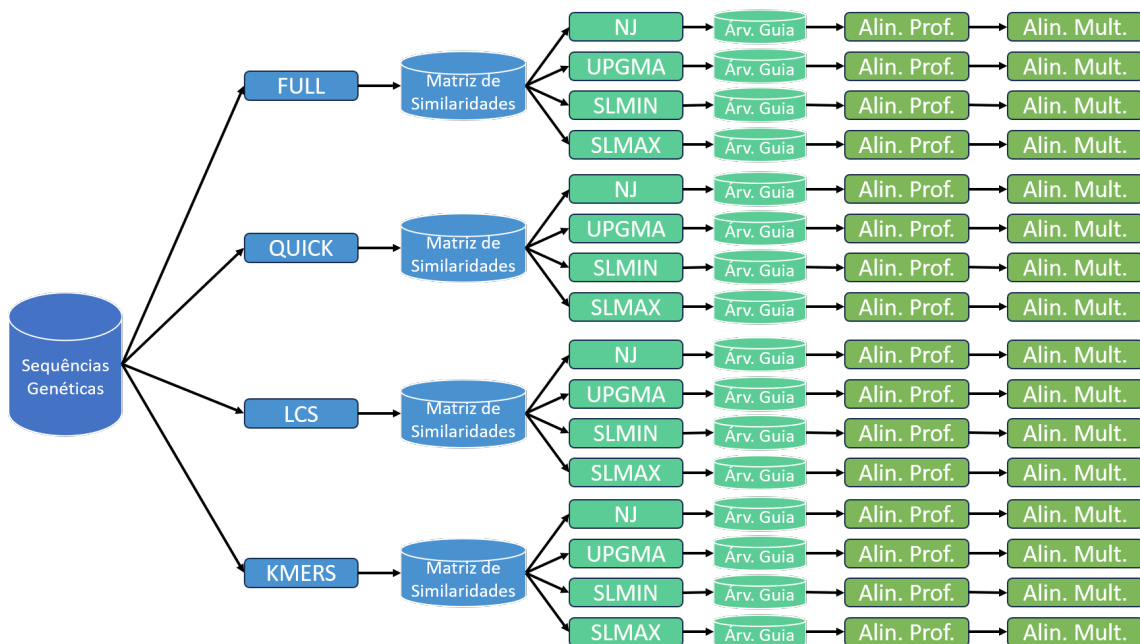 Sequências
Genéticas
FULL
Matriz de
Similaridades
NJ
Árv. Guia
Alin. Prof.
Alin. Mult.
UPGMA
Árv. Guia
Alin. Prof.
Alin. Mult.
SLMIN
Árv. Guia
Alin. Prof.
Alin. Mult.
SLMAX
Árv. Guia
Alin. Prof.
Alin. Mult.
QUICK
Matriz de
Similaridades
NJ
Árv. Guia
Alin. Prof.
Alin. Mult.
UPGMA
Árv. Guia
Alin. Prof.
Alin. Mult.
SLMIN
Árv. Guia
Alin. Prof.
Alin. Mult.
SLMAX
Árv. Guia
Alin. Prof.
Alin. Mult.
LCS
Matriz de
Similaridades
NJ
Árv. Guia
Alin. Prof.
Alin. Mult.
UPGMA
Árv. Guia
Alin. Prof.
Alin. Mult.
SLMIN
Árv. Guia
Alin. Prof.
Alin. Mult.
SLMAX
Árv. Guia
Alin. Prof.
Alin. Mult.
KMERS
Matriz de
Similaridades
NJ
Árv. Guia
Alin. Prof.
Alin. Mult.
UPGMA
Árv. Guia
Alin. Prof.
Alin. Mult.
SLMIN
Árv. Guia
Alin. Prof.
Alin. Mult.
SLMAX
Árv. Guia
Alin. Prof.
Alin. Mult.